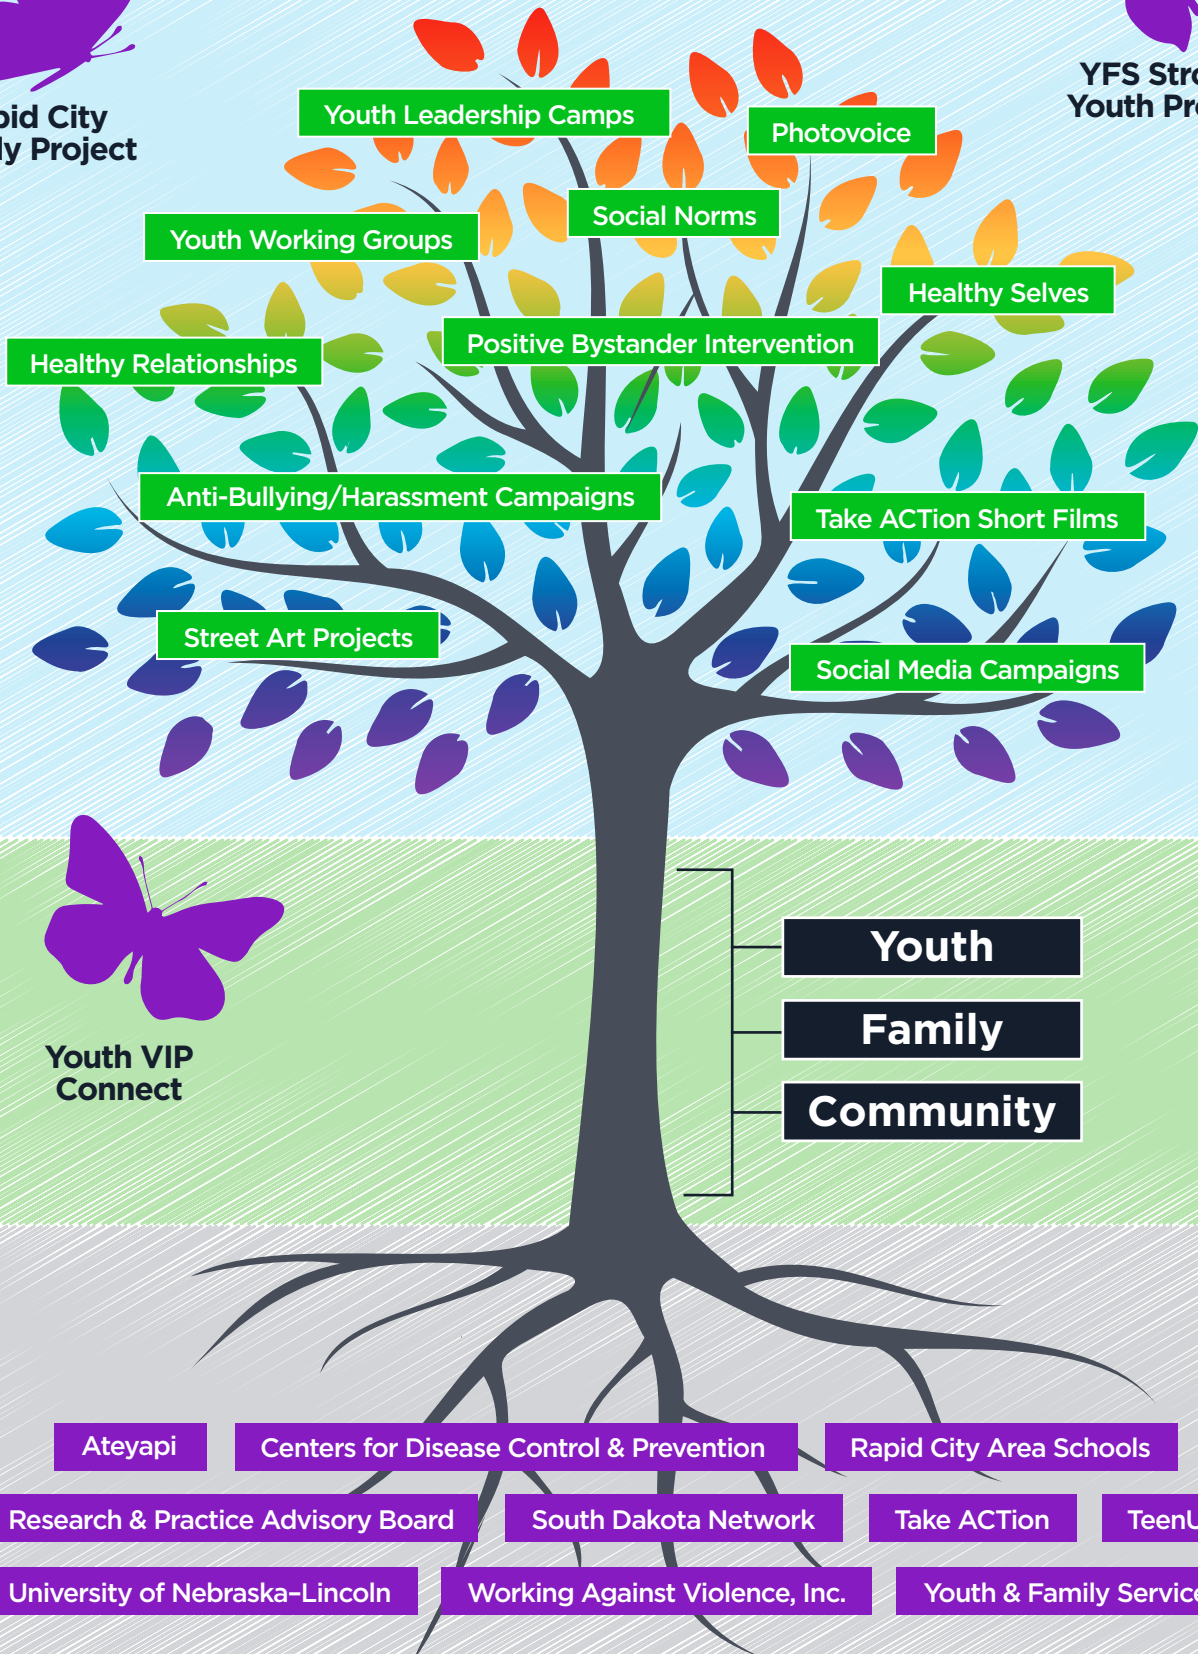 YFS Stro
Youth Pro
pid City
ly Project
Youth Leadership Camps
Photovoice
Social Norms
Youth Working Groups
Healthy Selves
Positive Bystander Intervention
Healthy Relationships
Anti-Bullying/Harassment Campaigns
Take ACTion Short Films
Street Art Projects
Social Media Campaigns
Youth
Family
Community
Youth VIP
Connect
Ateyapi
Centers for Disease Control & Prevention
Rapid City Area Schools
Research & Practice Advisory Board
South Dakota Network
Take ACTion
TeenU
University of Nebraska–Lincoln
Working Against Violence, Inc.
Youth & Family Service